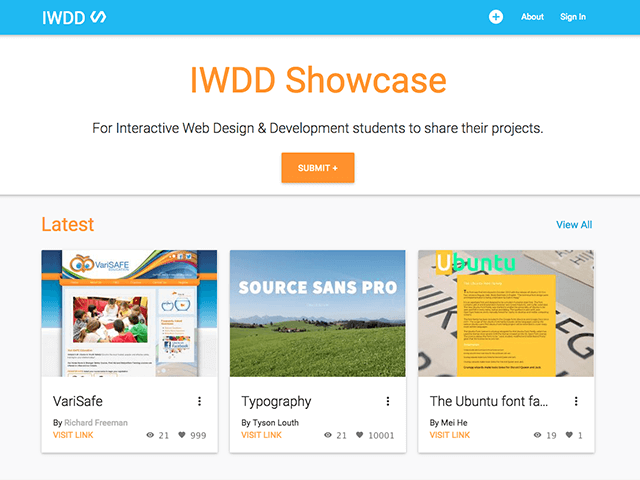 IWDD
About
Sign In
IWDD Showcase
For Interactive Web Design & Development students to share their projects.
SUBMIT +
Latest
View All
VariSAFE
SOURCE SANS PRO
Ubuntu
VariSafe
By Richard Freeman
VISIT LINK
21
999
Typography
By Tyson Louth
VISIT LINK
21
10001
The Ubuntu font fa...
By Mei He
VISIT LINK
19
1